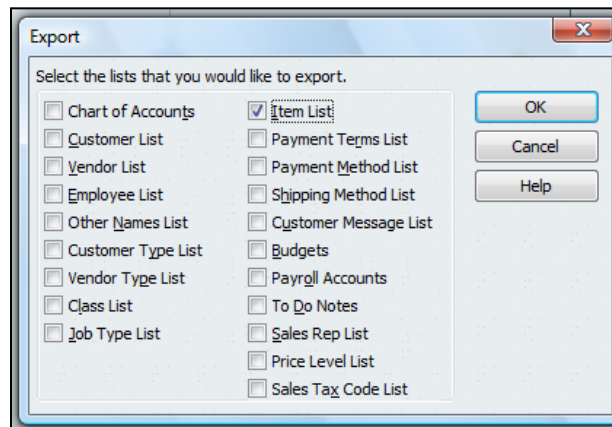 Export
Select the lists that you would like to export.
Chart of Accounts
Customer List
Vendor List
Employee List
Other Names List
Customer Type List
Vendor Type List
Class List
Job Type List
Item List
Payment Terms List
Payment Method List
Shipping Method List
Customer Message List
Budgets
Payroll Accounts
To Do Notes
Sales Rep List
Price Level List
Sales Tax Code List
OK
Cancel
Help